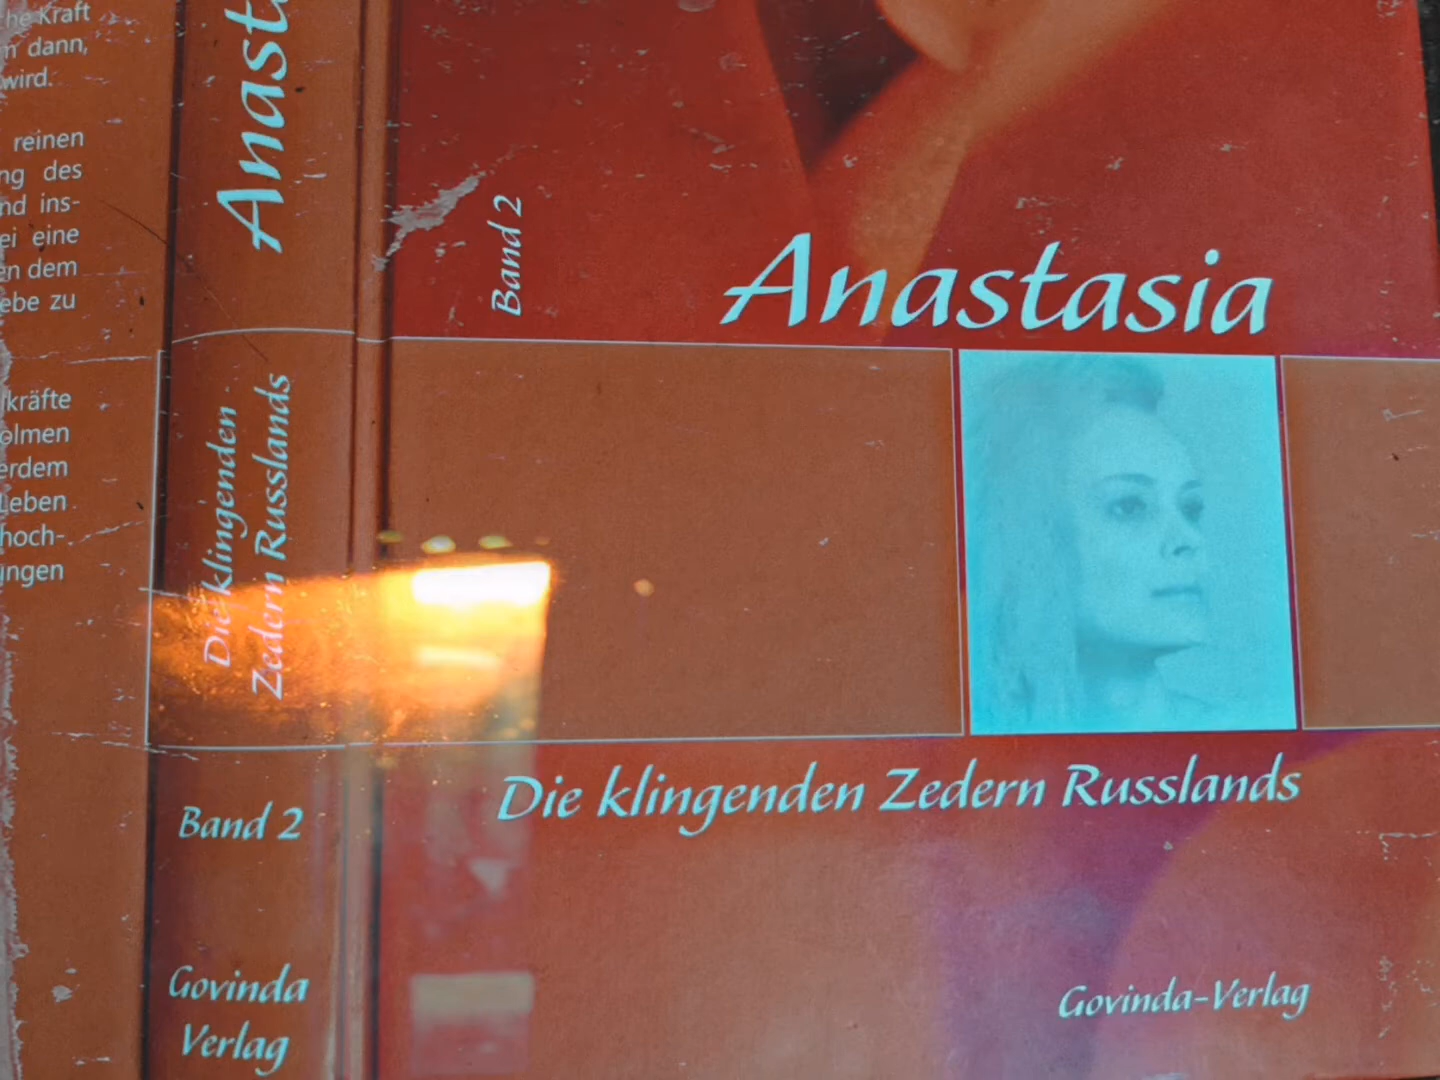 he Kraft
dann,
wird.
reinen
ng des
nd ins-
ei eine
en dem
ebe zu
kräfte
olmen
erdem
Leben
hoch-
ungen
Anast
Die klingenden
Zedern Russlands
Band 2
Govinda
Verlag
Band 2
Anastasia
Die klingenden Zedern Russlands
Govinda-Verlag